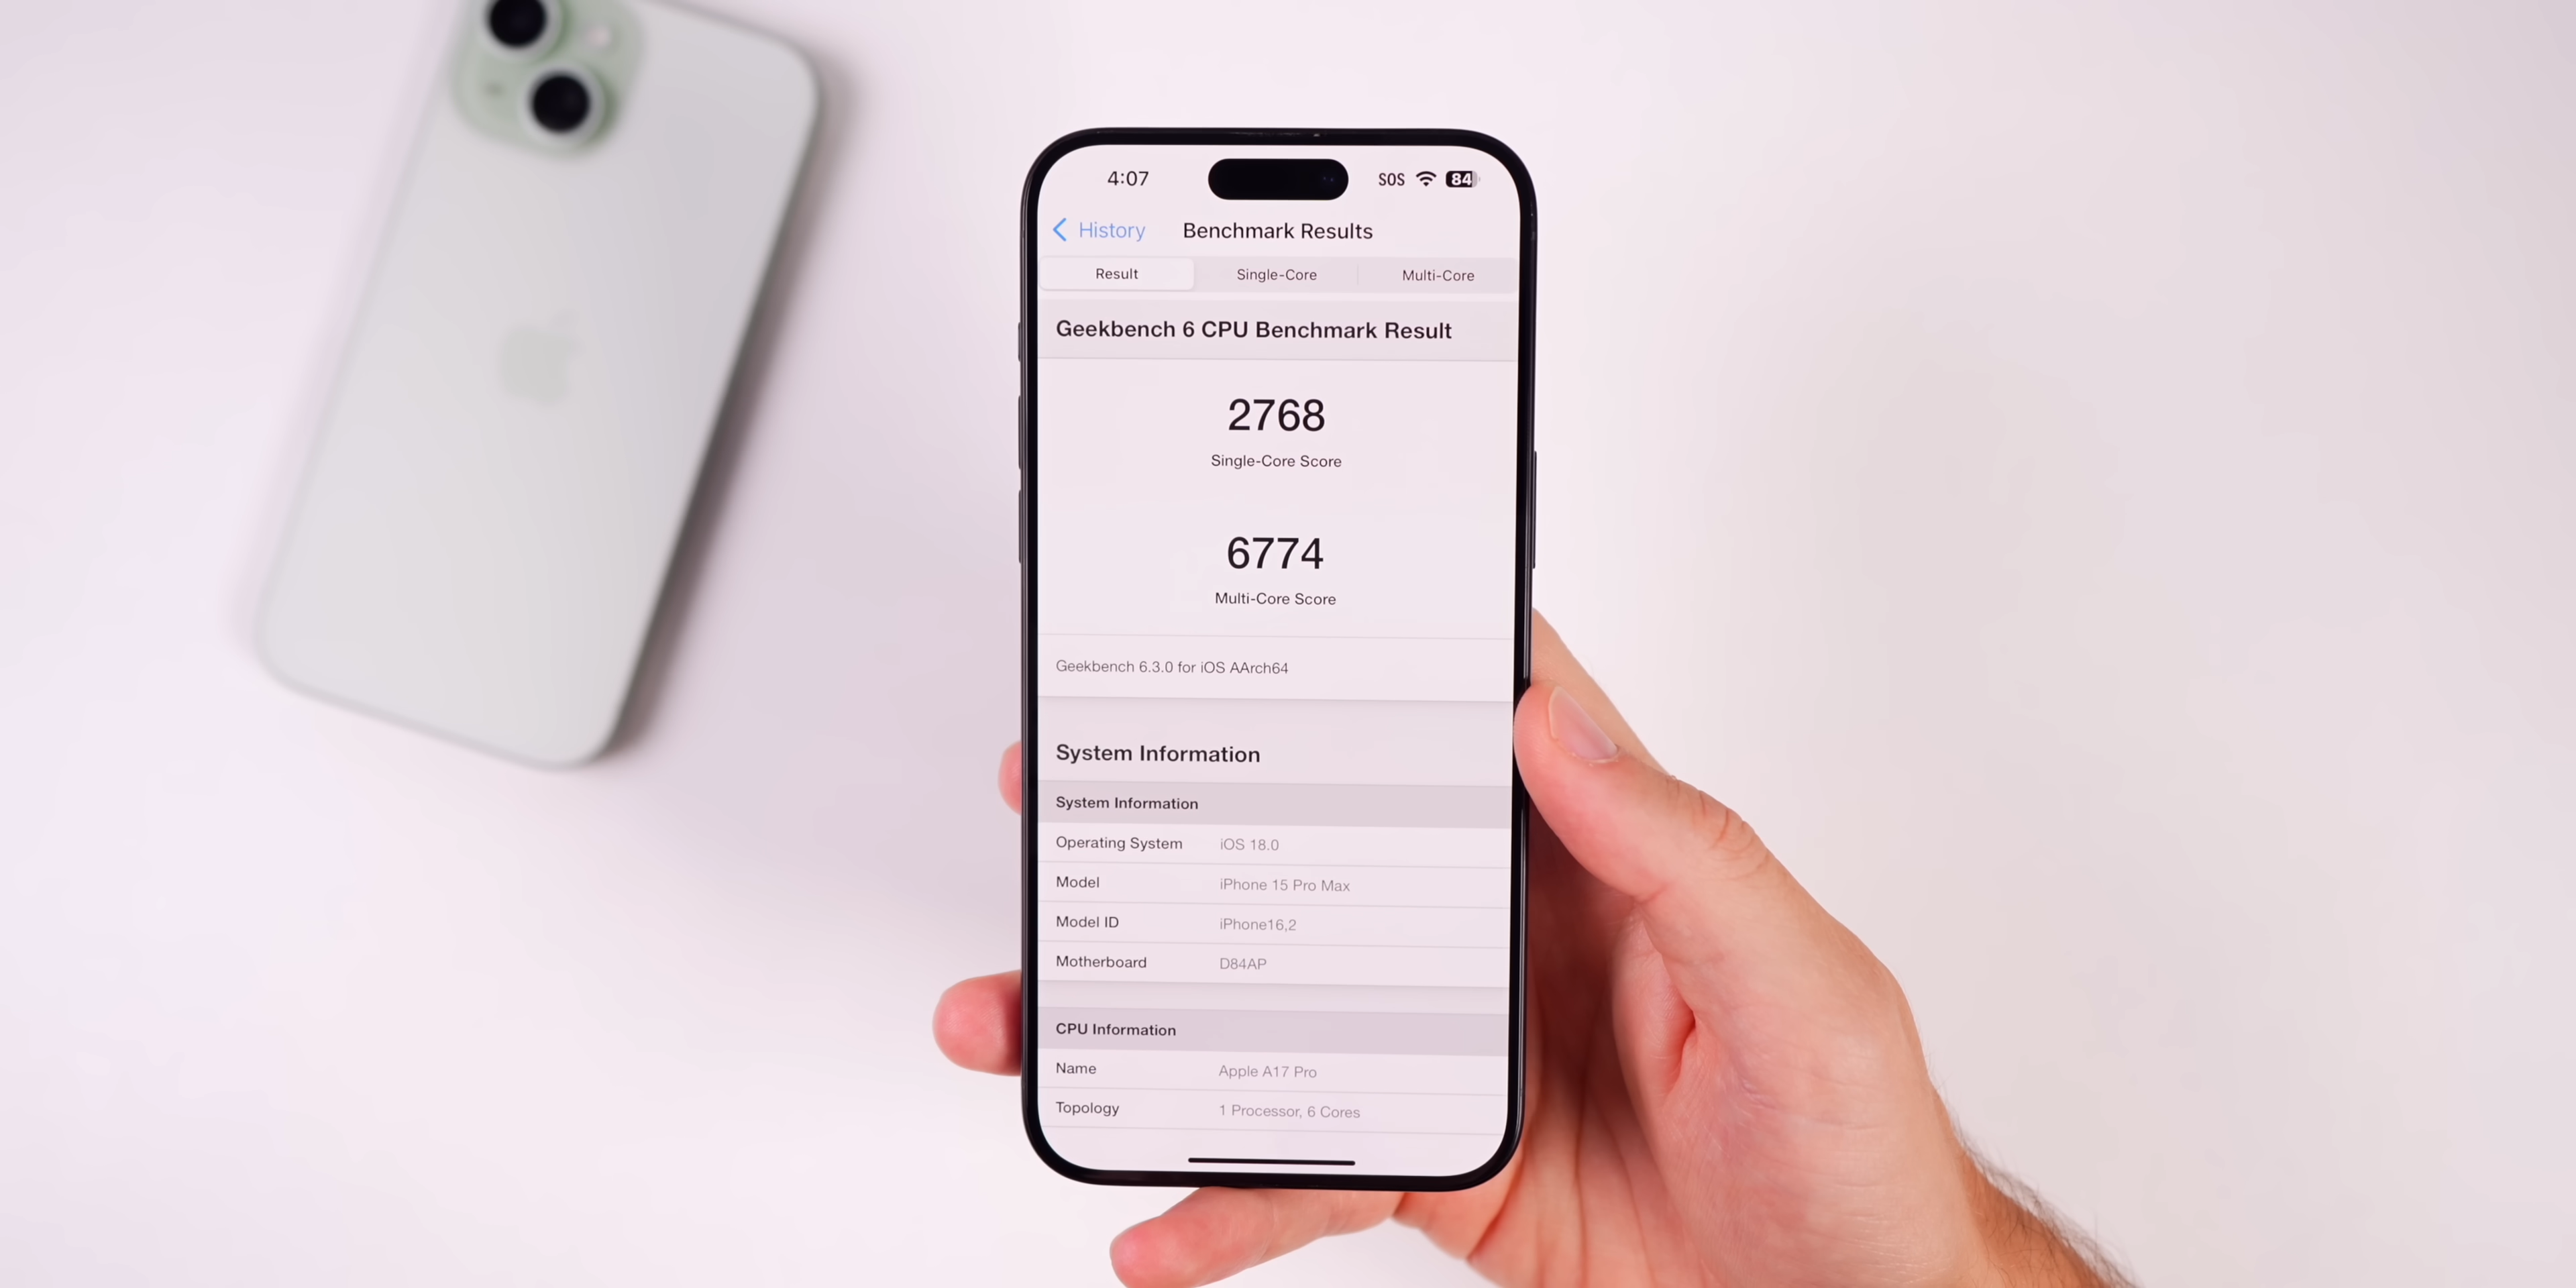 4:07 SOS 84
History Benchmark Results
Result Single-Core Multi-Core
Geekbench 6 CPU Benchmark Result
2768
Single-Core Score
6774
Multi-Core Score
Geekbench 6.3.0 for iOS AArch64
System Information
System Information
Operating System iOS 18.0
Model iPhone 15 Pro Max
Model ID iPhone16,2
Motherboard D84AP
CPU Information
Name Apple A17 Pro
Topology 1 Processor, 6 Cores